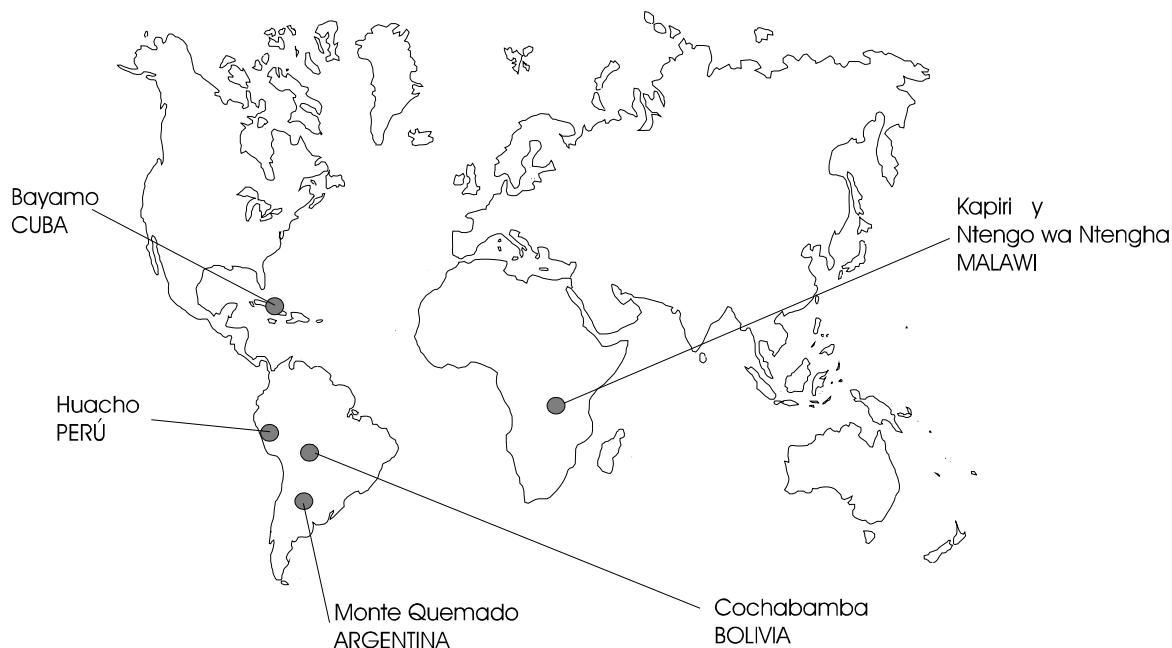 Bayamo
CUBA
Kapiri y
Ntengo wa Ntengha
MALAWI
Huacho
PERÚ
Monte Quemado
ARGENTINA
Cochabamba
BOLIVIA